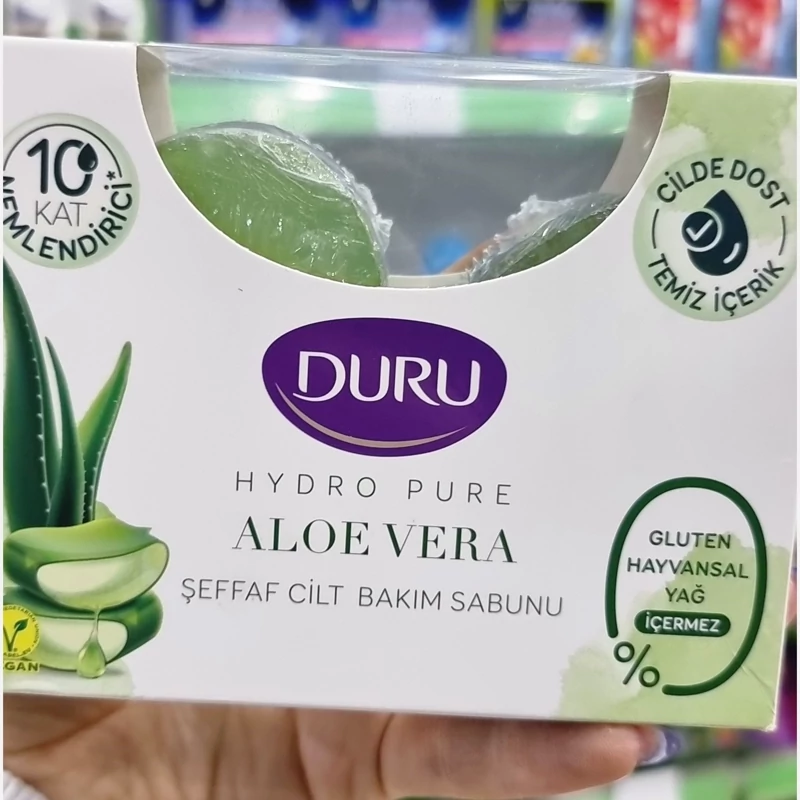 10
KAT
NEMLENDİRİCİ*
CİLDE DOST
TEMİZ İÇERİK
DURU
HYDRO PURE
ALOE VERA
ŞEFFAF CİLT BAKIM SABUNU
GLUTEN
HAYVANSAL
YAĞ
İÇERMEZ
%0
V